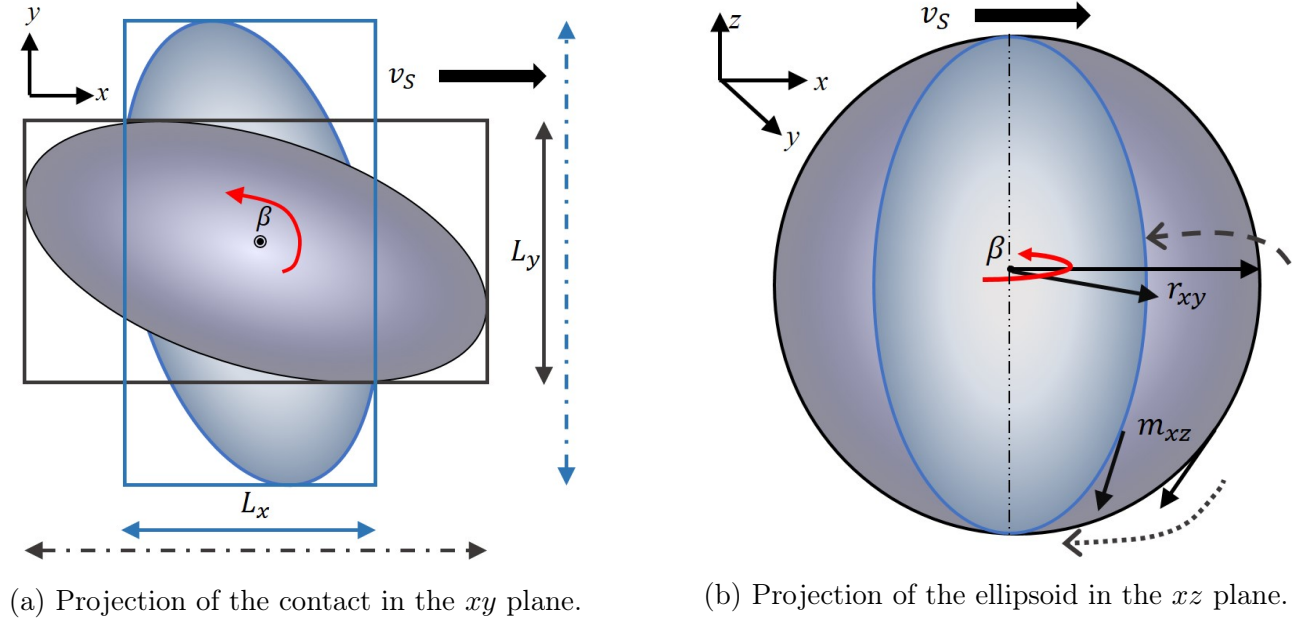 y
x
v_S
β
L_y
L_x
(a) Projection of the contact in the xy plane.
v_S
z
x
y
β
r_xy
m_xz
(b) Projection of the ellipsoid in the xz plane.